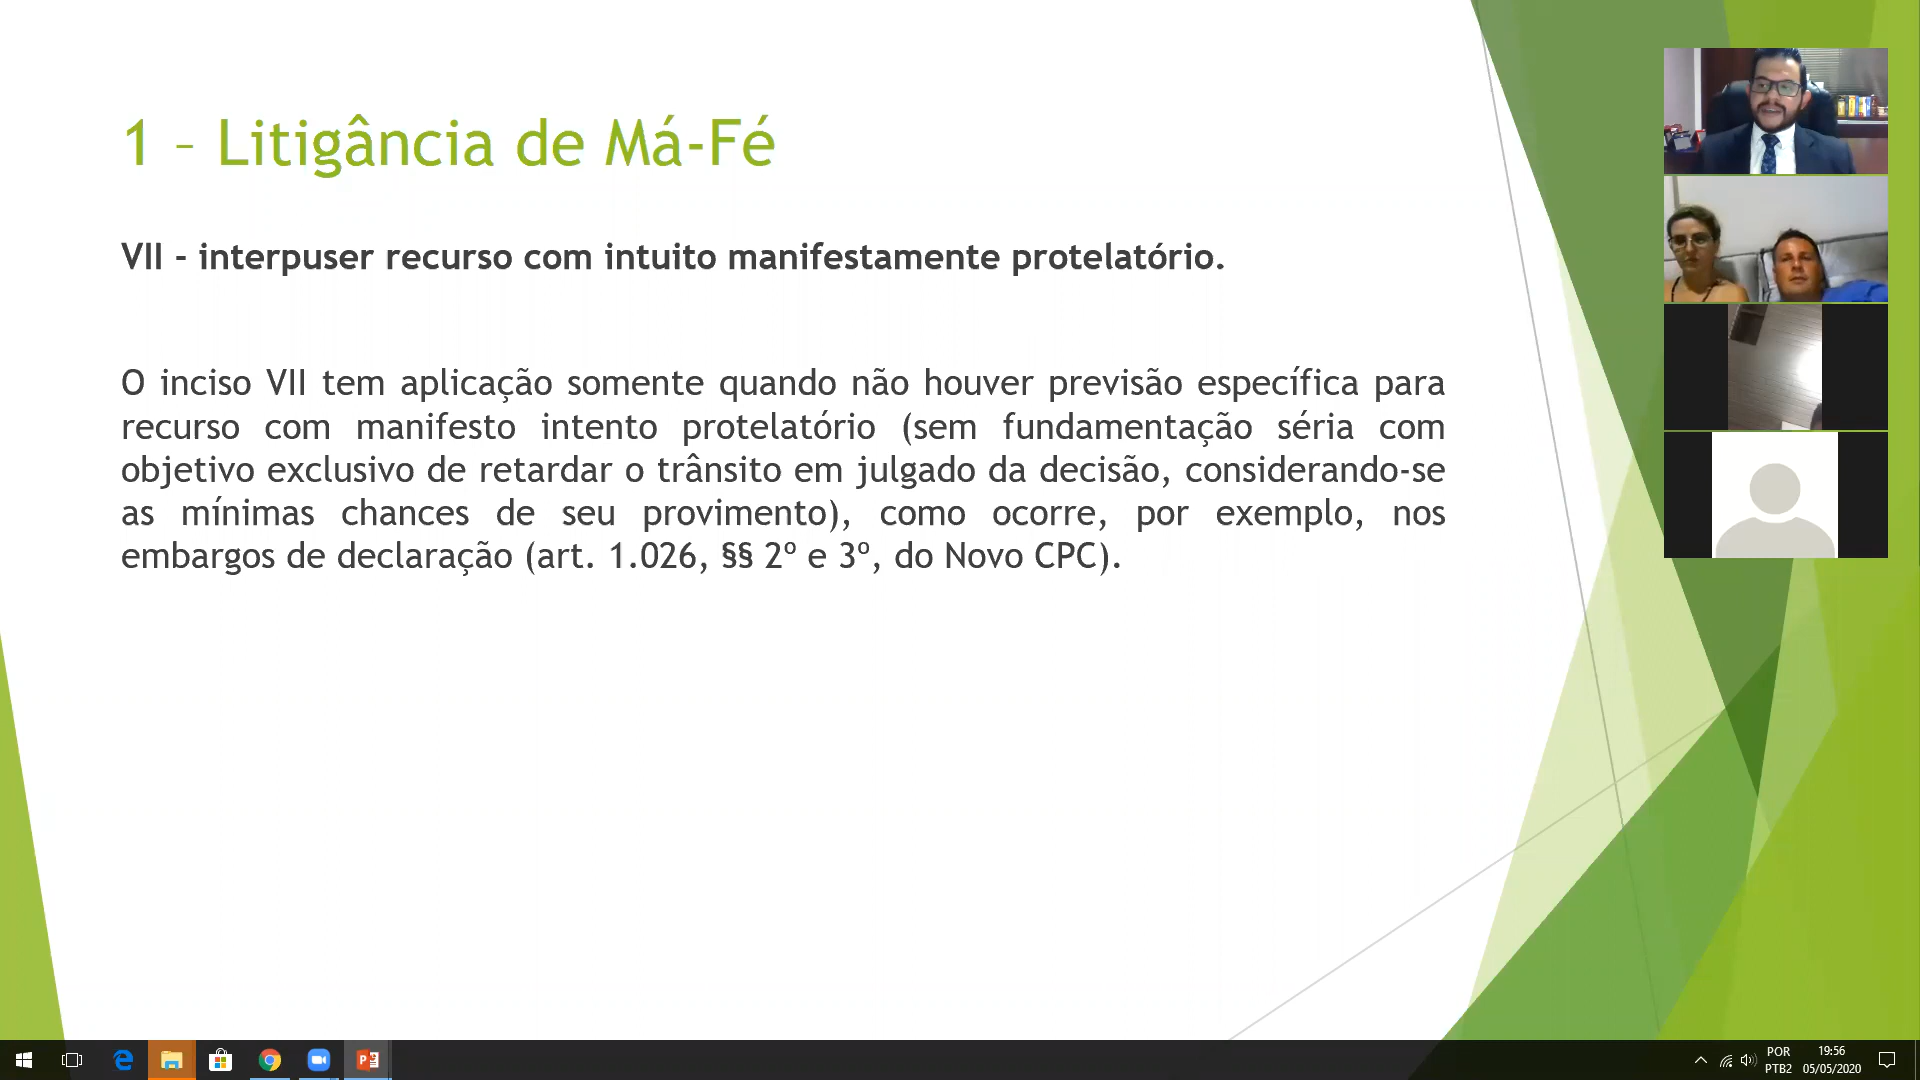 1 – Litigância de Má-Fé
VII - interpuser recurso com intuito manifestamente protelatório.
O inciso VII tem aplicação somente quando não houver previsão específica para
recurso com manifesto intento protelatório (sem fundamentação séria com
objetivo exclusivo de retardar o trânsito em julgado da decisão, considerando-se
as mínimas chances de seu provimento), como ocorre, por exemplo, nos
embargos de declaração (art. 1.026, §§ 2º e 3º, do Novo CPC).
POR
PTB2
19:56
05/05/2020